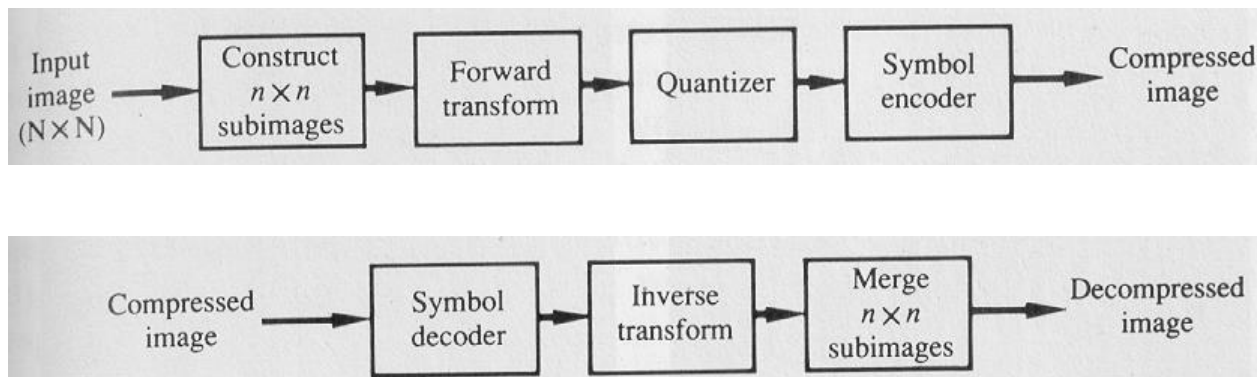 Input
image
(N × N)
Construct
n × n
subimages
Forward
transform
Quantizer
Symbol
encoder
Compressed
image
Compressed
image
Symbol
decoder
Inverse
transform
Merge
n × n
subimages
Decompressed
image